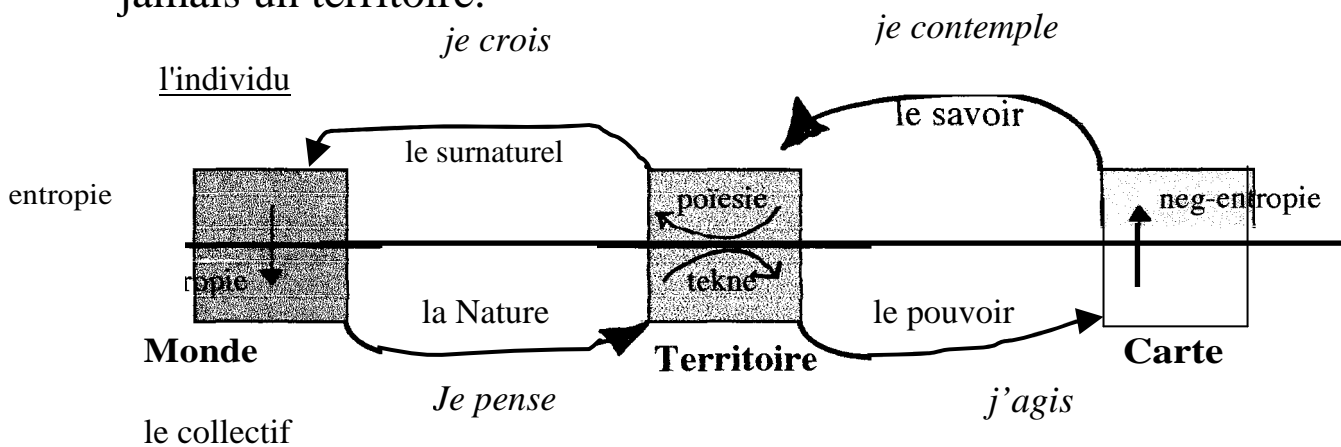 jamais un territoire.
je crois
je contemple
l'individu
le savoir
le surnaturel
entropie
poïesie
neg-entropie
tekne
la Nature
le pouvoir
Monde
Territoire
Carte
Je pense
j’agis
le collectif